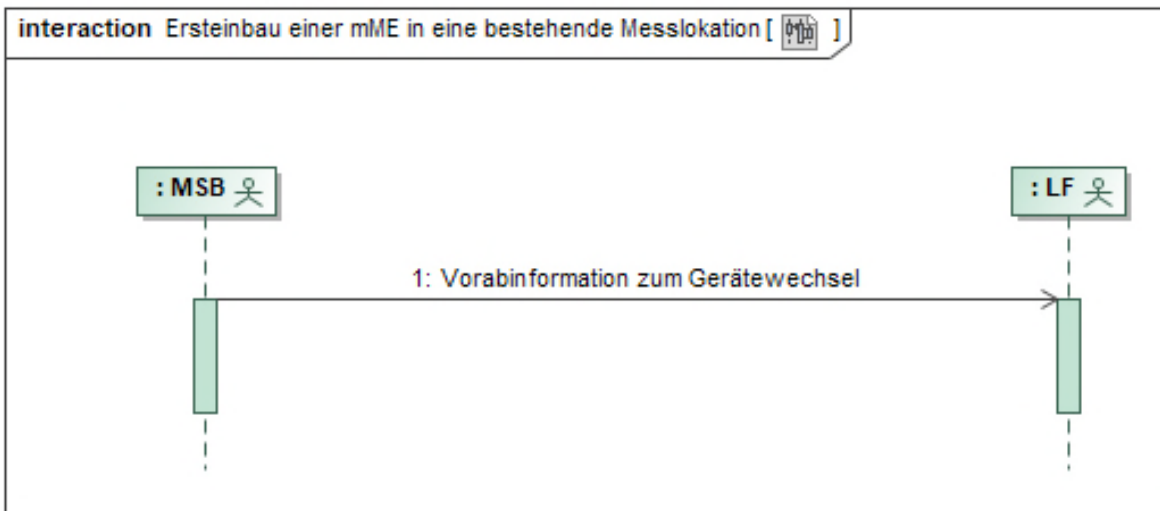 interaction Ersteinbau einer mME in eine bestehende Messlokation [ ]
: MSB
: LF
1: Vorabinformation zum Gerätewechsel